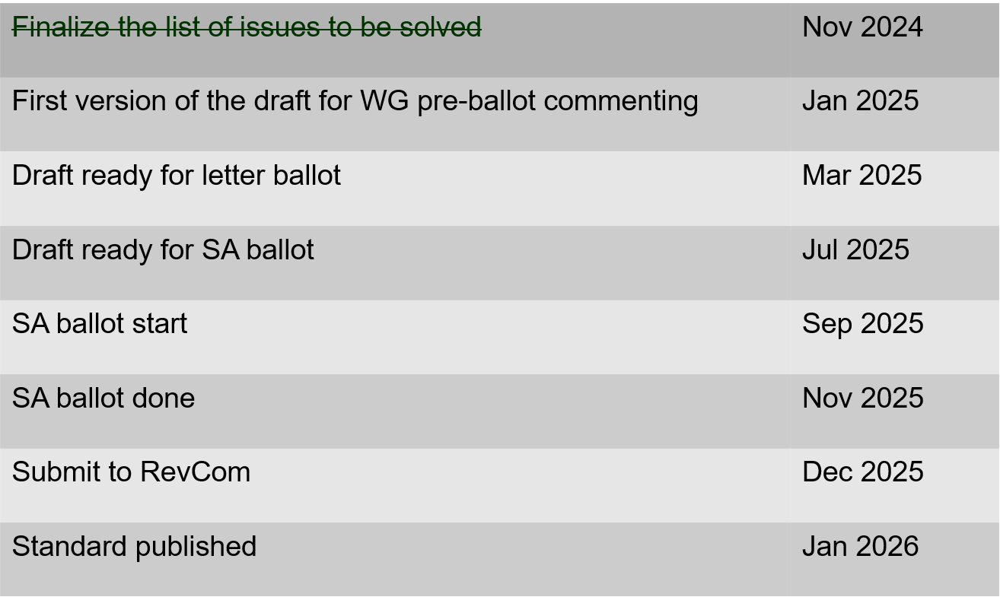 Finalize the list of issues to be solved Nov 2024
First version of the draft for WG pre-ballot commenting Jan 2025
Draft ready for letter ballot Mar 2025
Draft ready for SA ballot Jul 2025
SA ballot start Sep 2025
SA ballot done Nov 2025
Submit to RevCom Dec 2025
Standard published Jan 2026